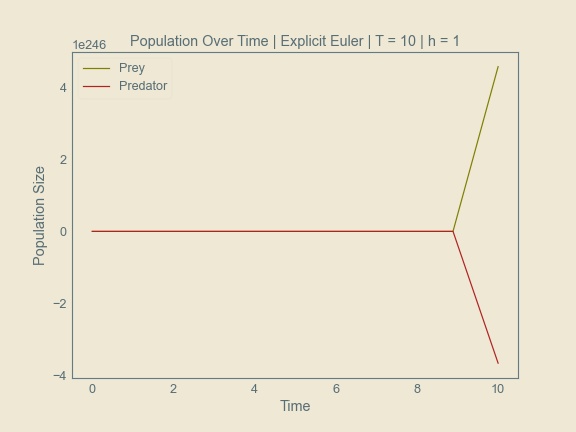 Population Over Time | Explicit Euler | T = 10 | h = 1
1e246
Prey
Predator
4
2
0
−2
−4
Population Size
0 2 4 6 8 10
Time